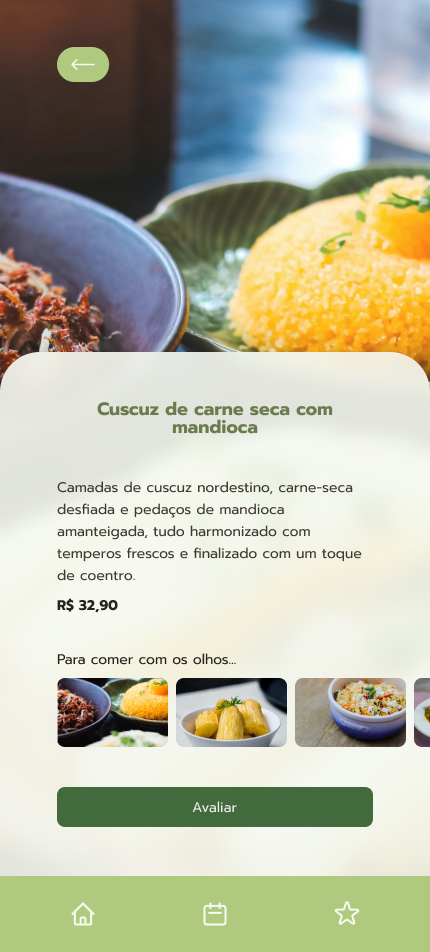 Cuscuz de carne seca com
mandioca
Camadas de cuscuz nordestino, carne-seca
desfiada e pedaços de mandioca
amanteigada, tudo harmonizado com
temperos frescos e finalizado com um toque
de coentro.
R$ 32,90
Para comer com os olhos...
Avaliar